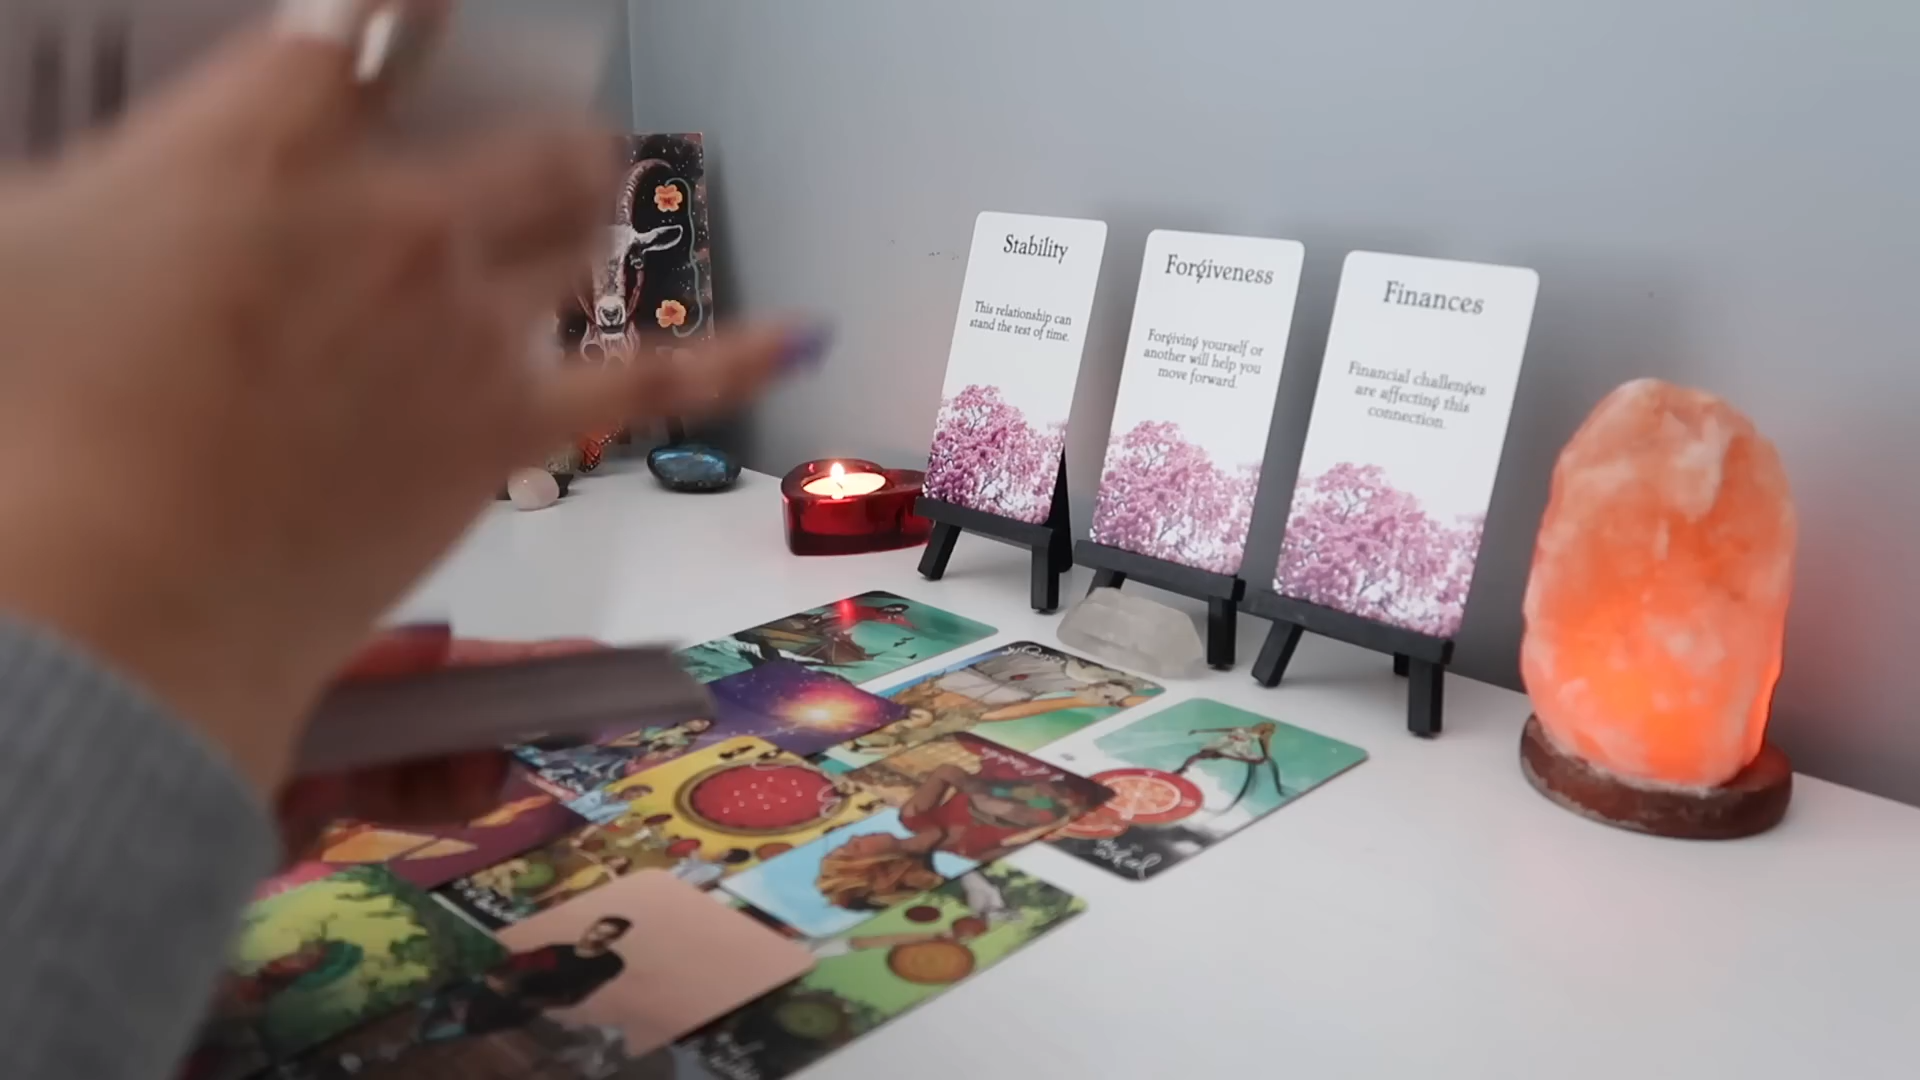 Stability
This relationship can
stand the test of time.
Forgiveness
Forgiving yourself or
another will help you
move forward.
Finances
Financial challenges
are affecting this
connection.